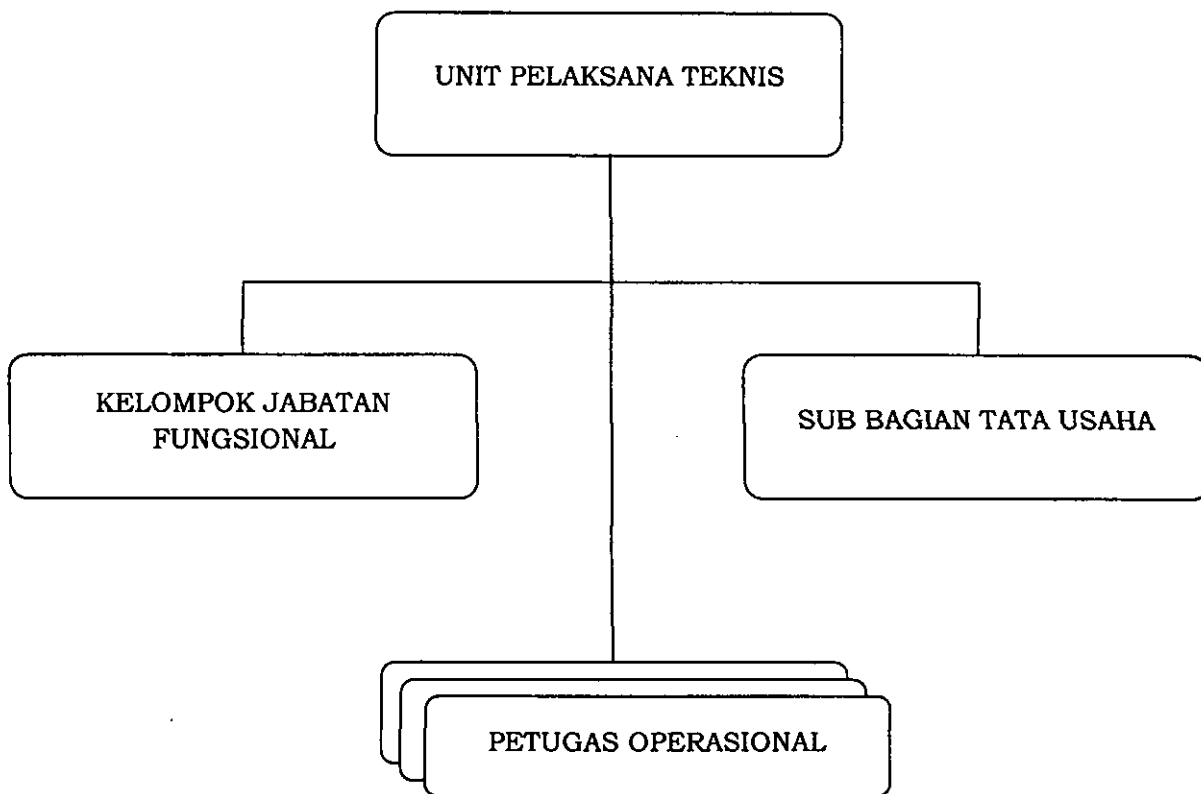 UNIT PELAKSANA TEKNIS
KELOMPOK JABATAN
FUNGSIONAL
SUB BAGIAN TATA USAHA
PETUGAS OPERASIONAL